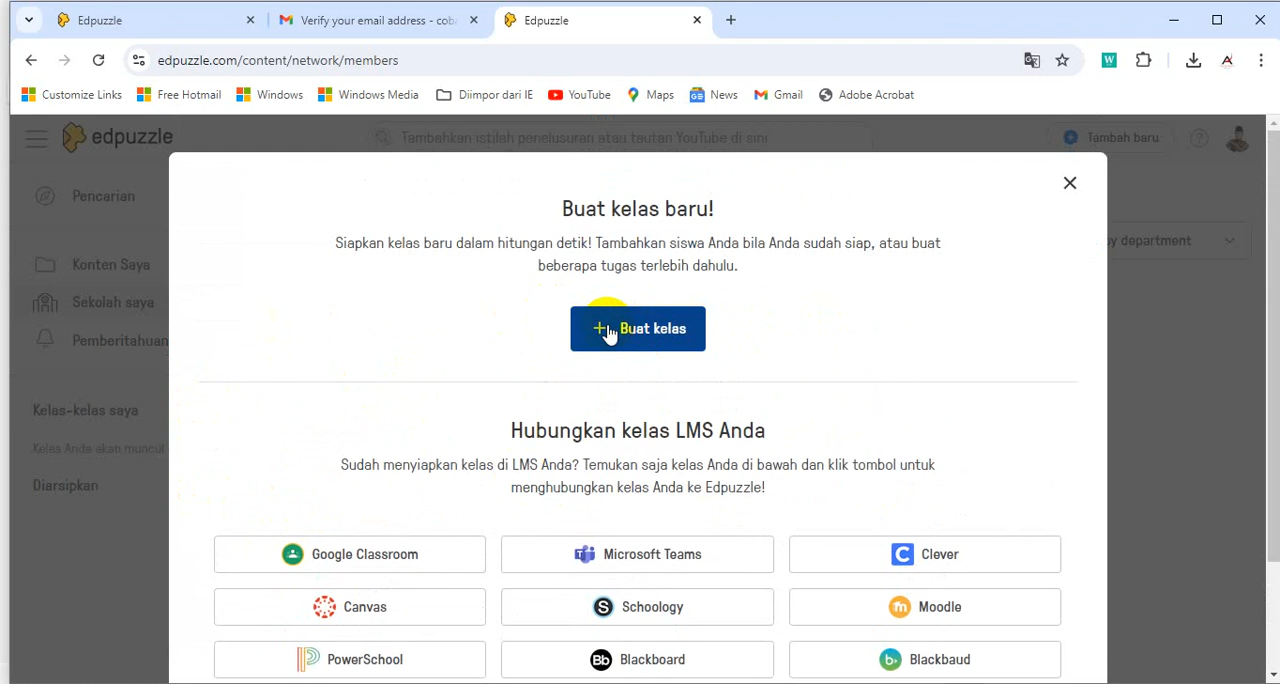 Edpuzzle
Verify your email address - coba
Edpuzzle
edpuzzle.com/content/network/members
Customize Links
Free Hotmail
Windows
Windows Media
Diimpor dari IE
YouTube
Maps
News
Gmail
Adobe Acrobat
edpuzzle
Tambahkan istilah penelusuran atau tautan YouTube di sini
Tambah baru
Pencarian
Konten Saya
Sekolah saya
Pemberitahuan
Kelas-kelas saya
Kelas Anda akan muncul
Diarsipkan
by department
Buat kelas baru!
Siapkan kelas baru dalam hitungan detik! Tambahkan siswa Anda bila Anda sudah siap, atau buat
beberapa tugas terlebih dahulu.
+ Buat kelas
Hubungkan kelas LMS Anda
Sudah menyiapkan kelas di LMS Anda? Temukan saja kelas Anda di bawah dan klik tombol untuk
menghubungkan kelas Anda ke Edpuzzle!
Google Classroom
Microsoft Teams
Clever
Canvas
Schoology
Moodle
PowerSchool
Blackboard
Blackbaud